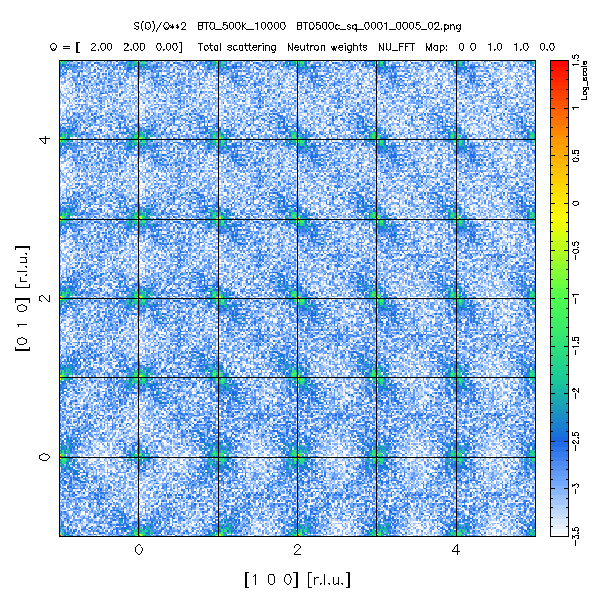 S(Q)/Q**2 BTO_500K_10000 BTO500c_sq_0001_0005_02.png
Q = [ 2.00 2.00 0.00] Total scattering Neutron weights NU_FFT Map: 0 0 1.0 1.0 0.0
1.5
Log_scale
1
0.5
0
-0.5
-1
-1.5
-2
-2.5
-3
-3.5
4
2
0
[0 1 0] [r.l.u.]
0 2 4
[1 0 0] [r.l.u.]